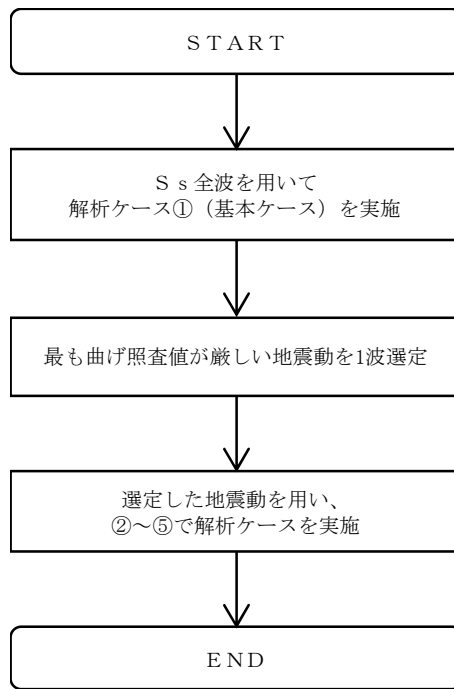 ＳＴＡＲＴ
Ｓｓ全波を用いて
解析ケース①（基本ケース）を実施
最も曲げ照査値が厳しい地震動を1波選定
選定した地震動を用い、
②～⑤で解析ケースを実施
ＥＮＤ